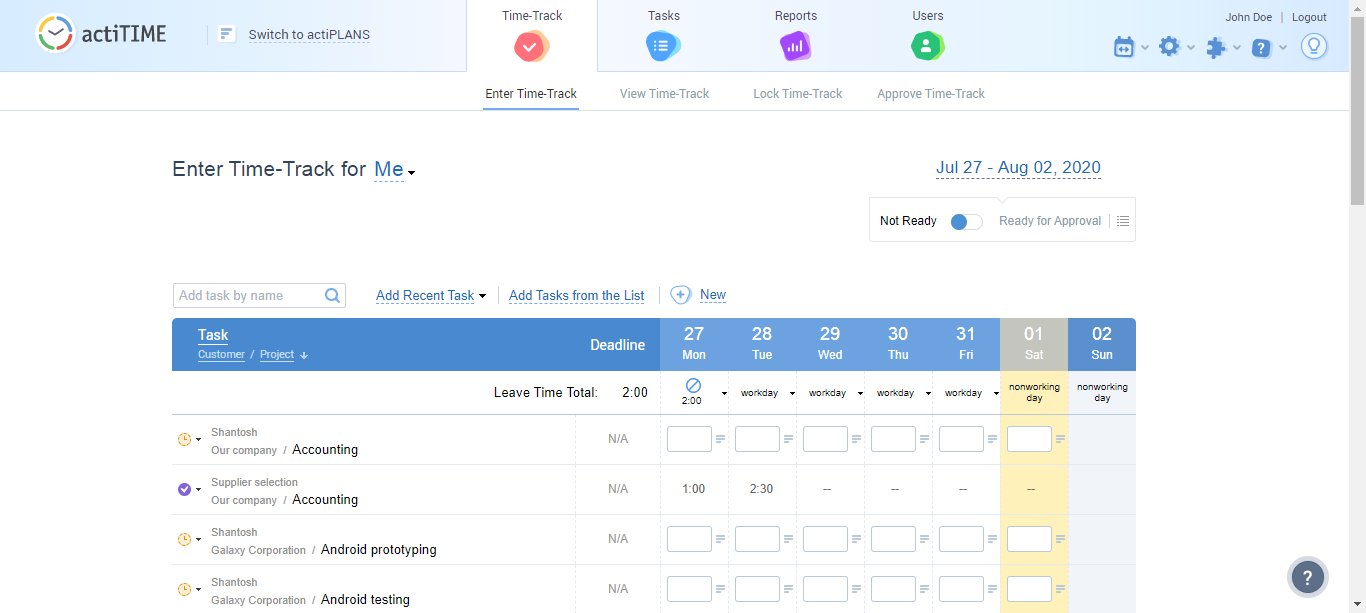 actiTIME
Switch to actiPLANS
Time-Track
Tasks
Reports
Users
John Doe | Logout
Enter Time-Track
View Time-Track
Lock Time-Track
Approve Time-Track
Enter Time-Track for Me
Jul 27 - Aug 02, 2020
Not Ready
Ready for Approval
Add task by name
Add Recent Task
Add Tasks from the List
New
Task
Customer / Project ↓
Deadline
27
Mon
28
Tue
29
Wed
30
Thu
31
Fri
01
Sat
02
Sun
Leave Time Total: 2:00
2:00
workday
workday
workday
workday
nonworking
day
nonworking
day
Shantosh
Our company / Accounting
N/A
Supplier selection
Our company / Accounting
N/A
1:00
2:30
--
--
--
--
Shantosh
Galaxy Corporation / Android prototyping
N/A
Shantosh
Galaxy Corporation / Android testing
N/A
?